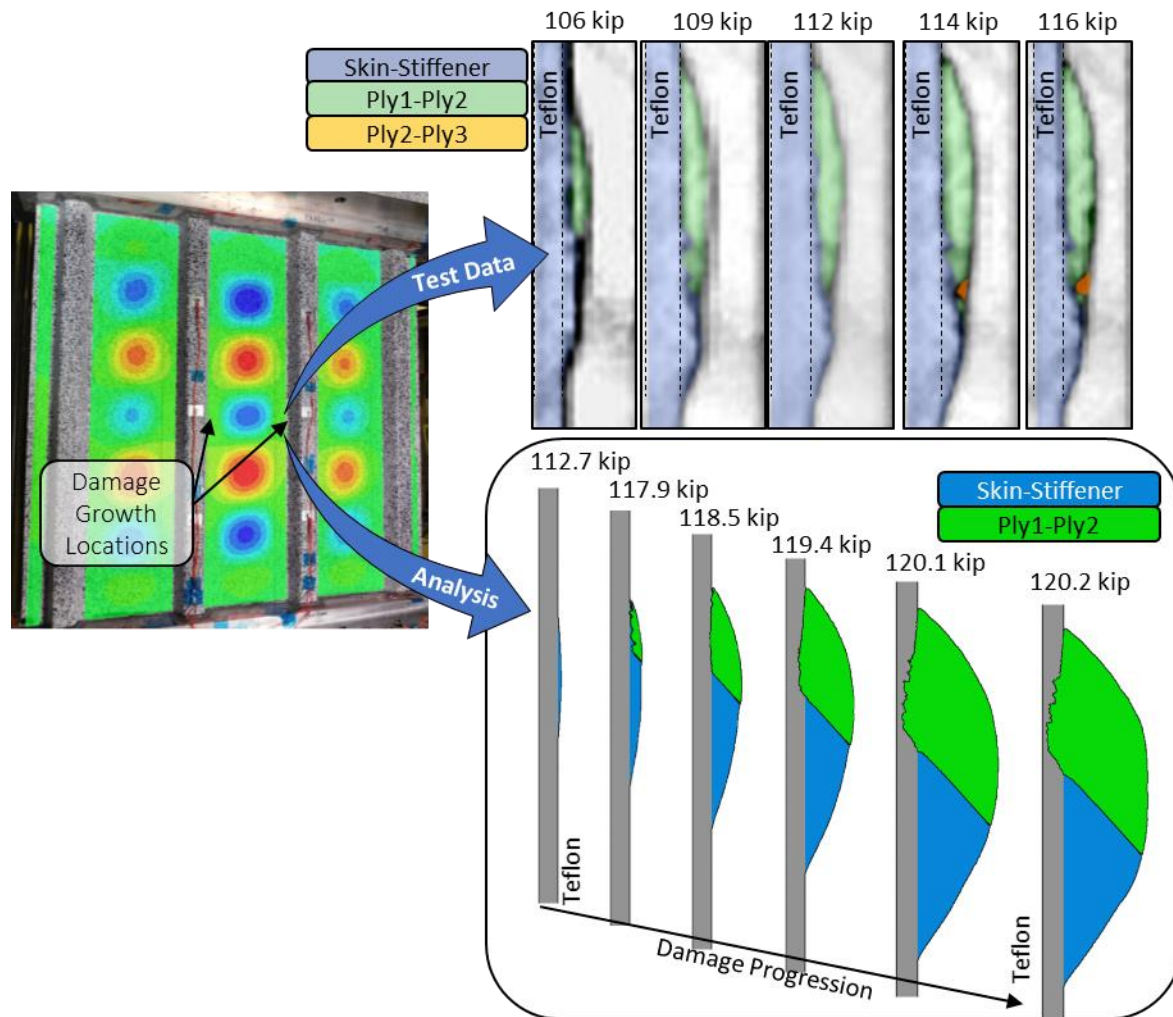 106 kip
109 kip
112 kip
114 kip
116 kip
Skin-Stiffener
Ply1-Ply2
Ply2-Ply3
Teflon
Teflon
Teflon
Teflon
Teflon
Test Data
Damage
Growth
Locations
Analysis
112.7 kip
117.9 kip
118.5 kip
119.4 kip
120.1 kip
120.2 kip
Skin-Stiffener
Ply1-Ply2
Teflon
Teflon
Damage Progression